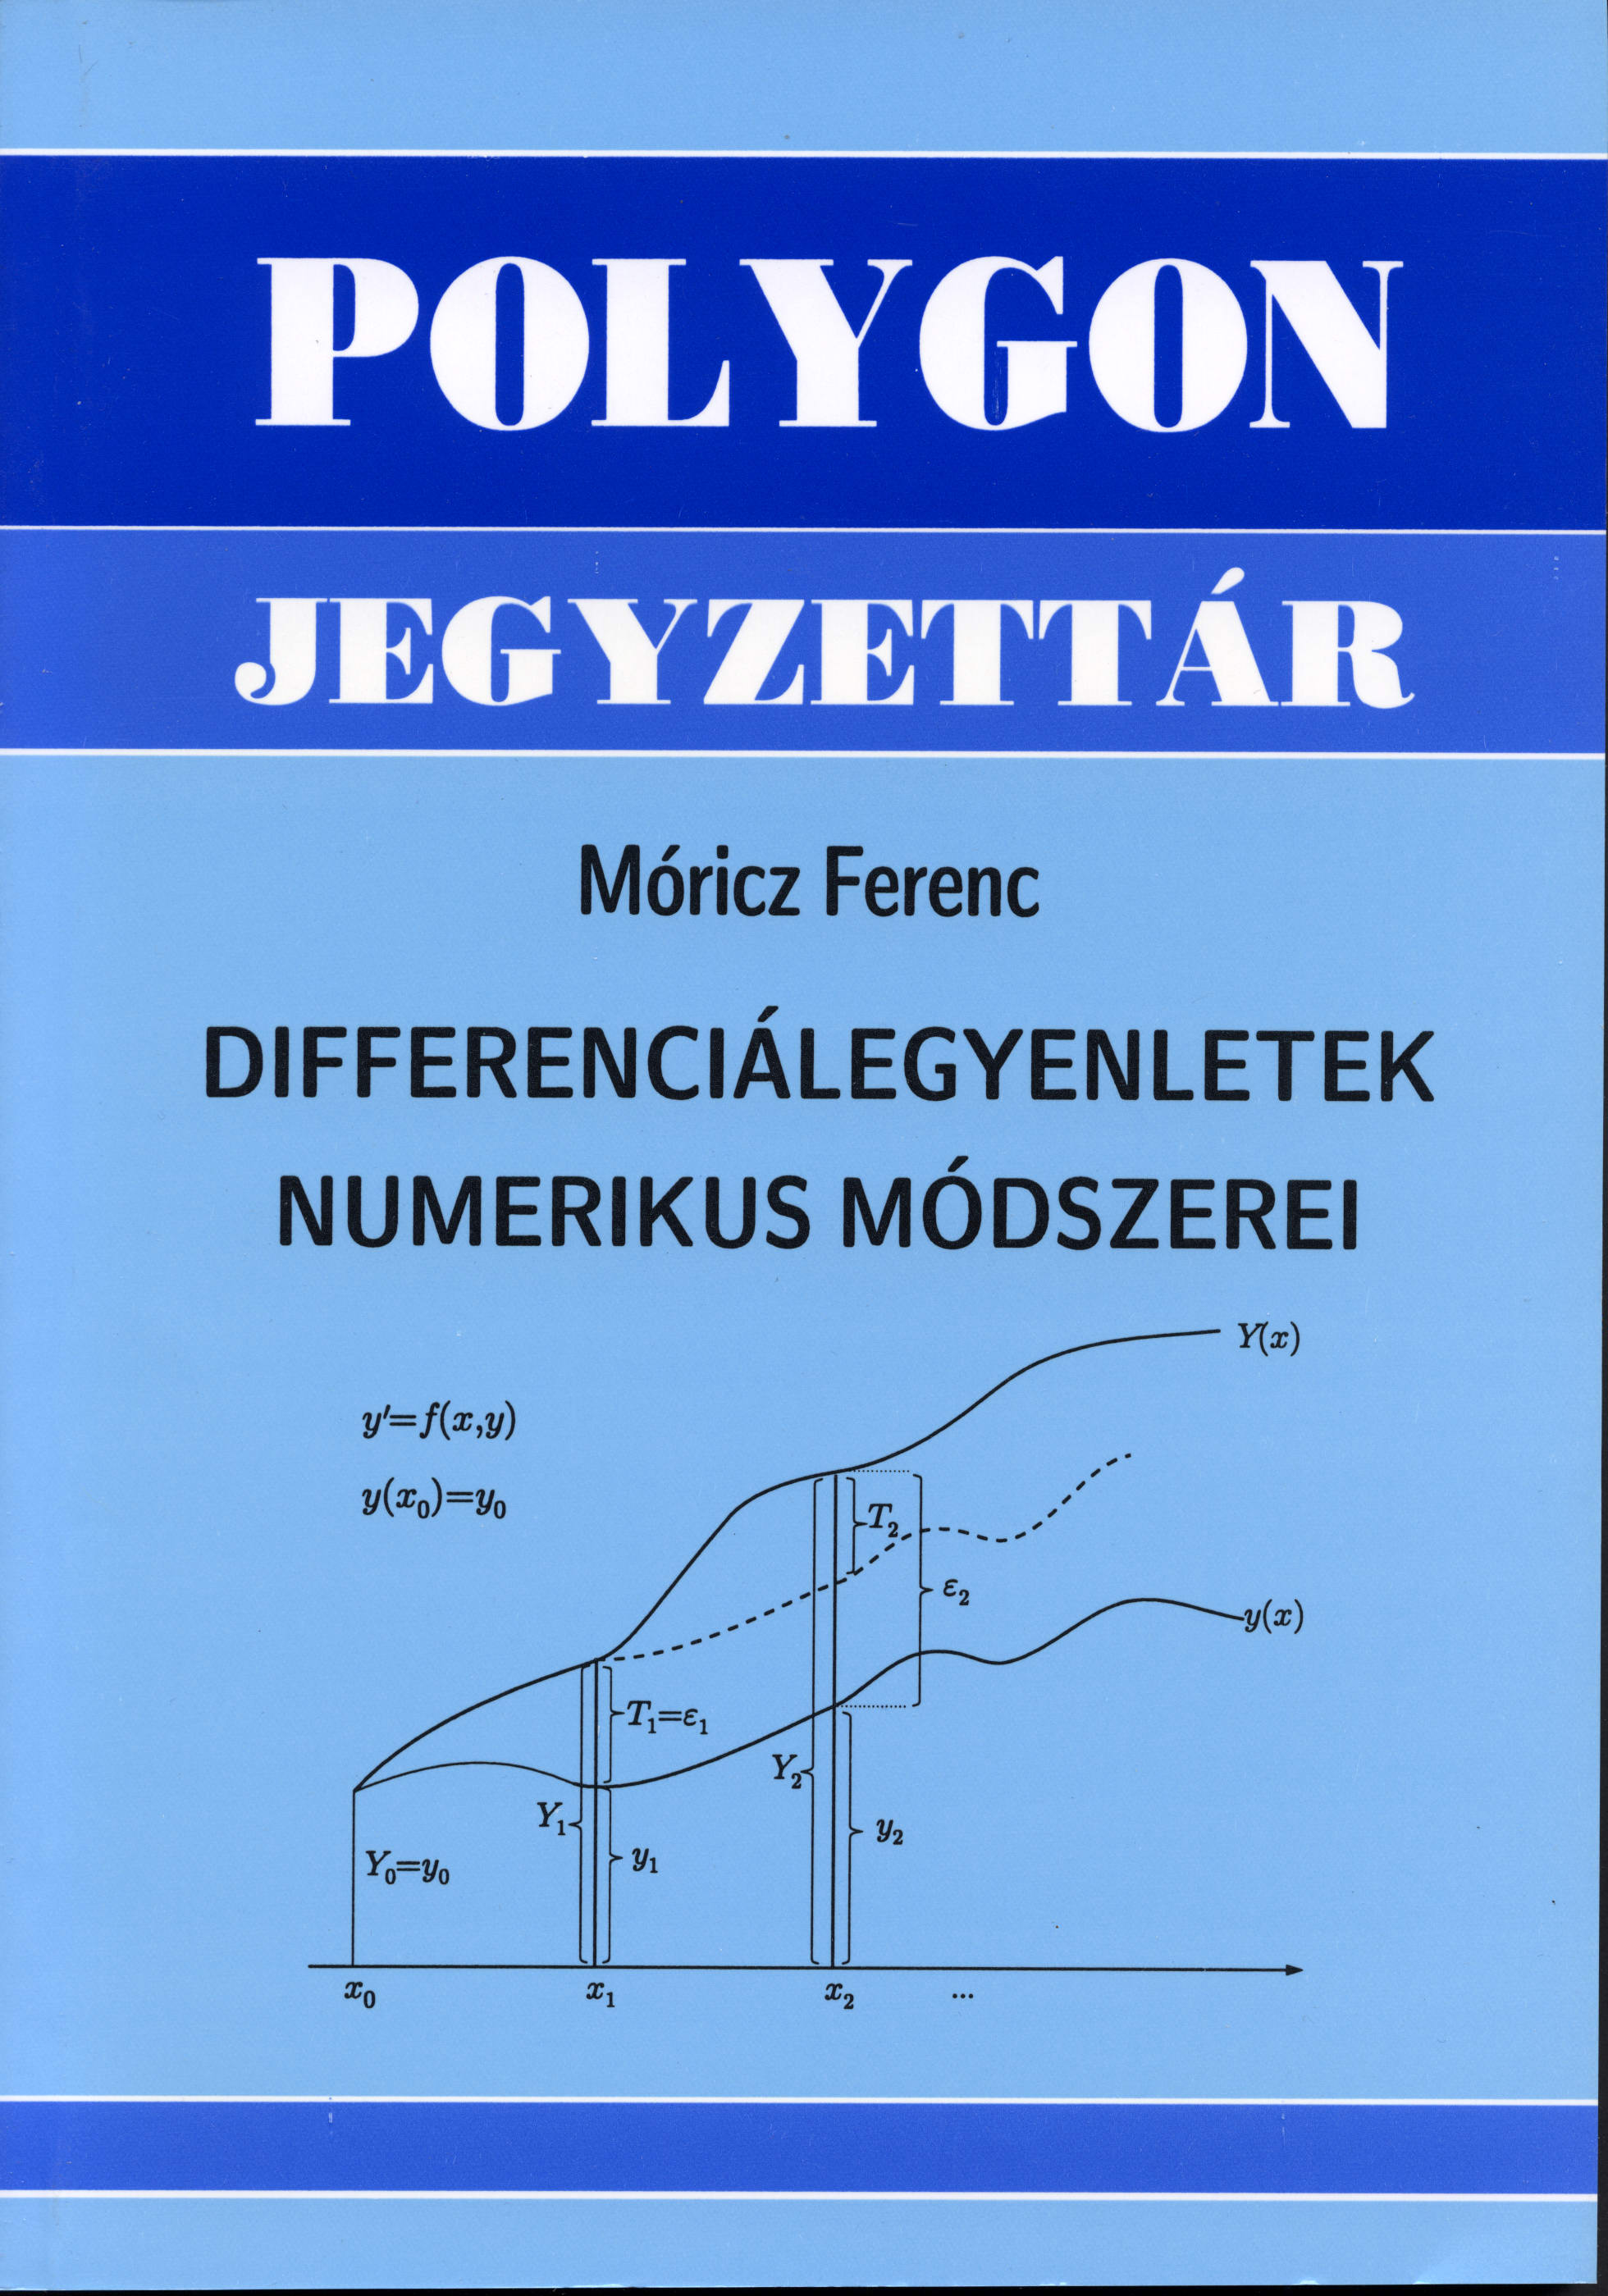 POLYGON
JEGYZETTÁR
Móricz Ferenc
DIFFERENCIÁLEGYENLETEK
NUMERIKUS MÓDSZEREI
Y(x)
y'=f(x,y)
y(x₀)=y₀
T₂
ε₂
y(x)
T₁=ε₁
Y₂
Y₁
y₂
Y₀=y₀
y₁
x₀ x₁ x₂ ...